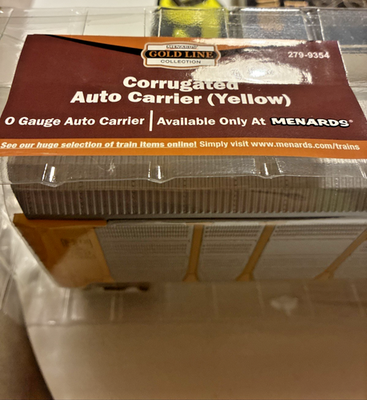 MENARDS
GOLD LINE
COLLECTION
279-9354
Corrugated
Auto Carrier (Yellow)
O Gauge Auto Carrier | Available Only At MENARDS®
See our huge selection of train items online! Simply visit www.menards.com/trains